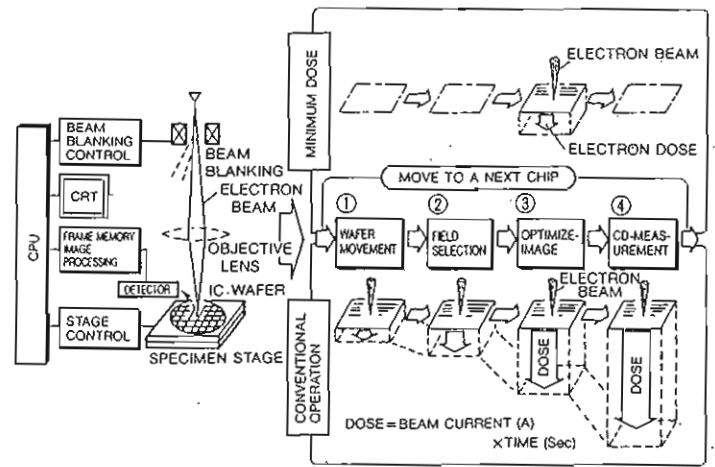 CPU
BEAM
BLANKING
CONTROL
CRT
FRAME MEMORY
IMAGE
PROCESSING
DETECTOR
STAGE
CONTROL
BEAM
BLANKING
ELECTRON
BEAM
OBJECTIVE
LENS
IC.WAFER
SPECIMEN STAGE
MINIMUM DOSE
ELECTRON BEAM
ELECTRON DOSE
MOVE TO A NEXT CHIP
① ② ③ ④
WAFER
MOVEMENT
FIELD
SELECTION
OPTIMIZE-
IMAGE
CD-MEAS-
UREMENT
CONVENTIONAL
OPERATION
ELECTRON
BEAM
DOSE
DOSE
DOSE=BEAM CURRENT (A)
×TIME (Sec)